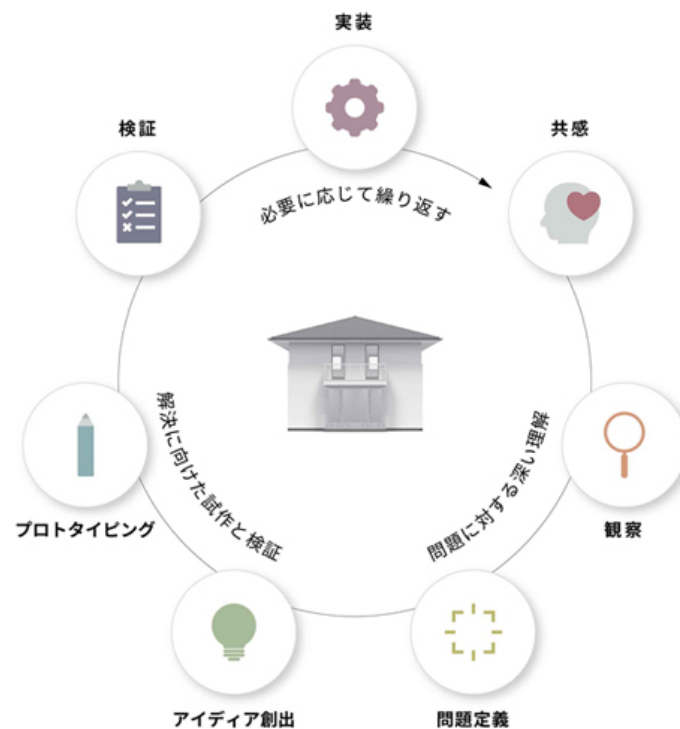 実装
検証
共感
必要に応じて繰り返す
解決に向けた試作と検証
問題に対する深い理解
プロトタイピング
観察
アイディア創出
問題定義